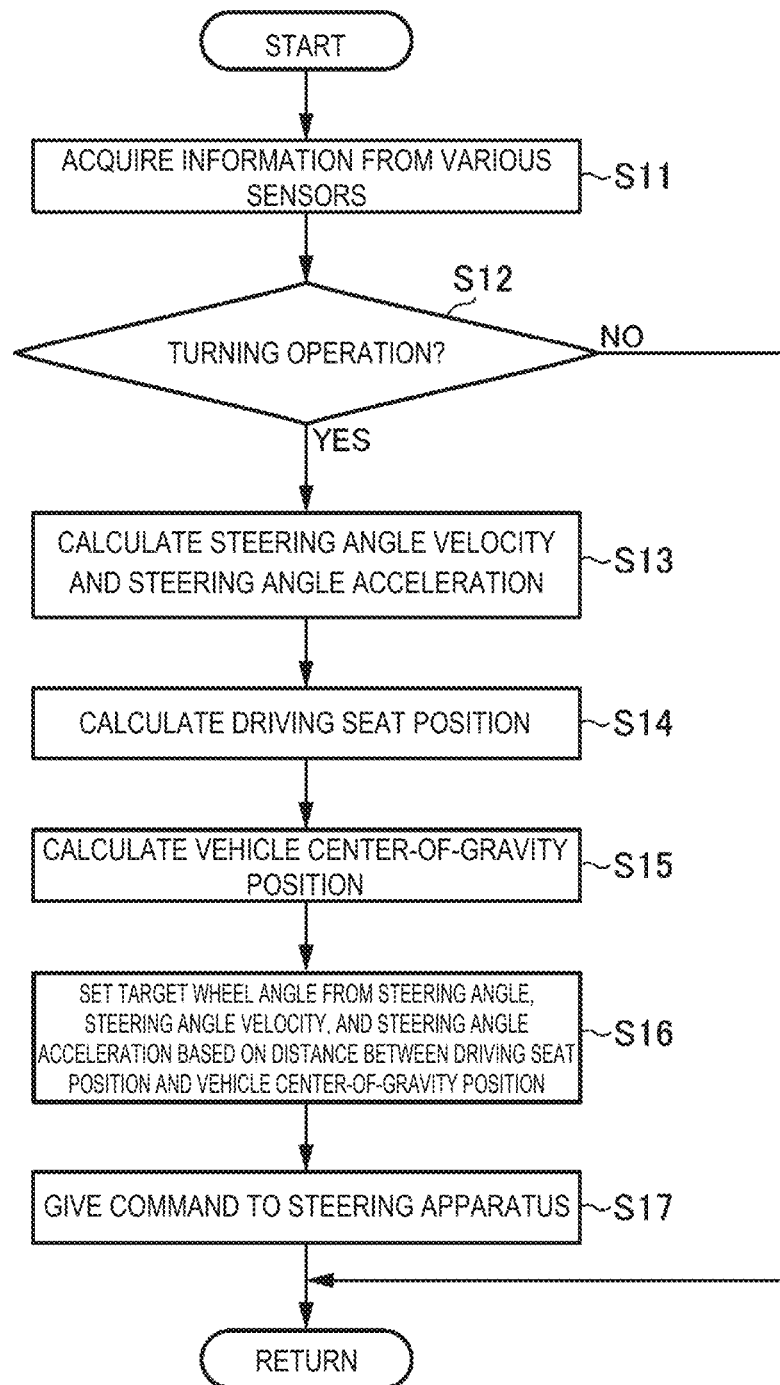 START
ACQUIRE INFORMATION FROM VARIOUS
SENSORS
S11
S12
TURNING OPERATION?
NO
YES
CALCULATE STEERING ANGLE VELOCITY
AND STEERING ANGLE ACCELERATION
S13
CALCULATE DRIVING SEAT POSITION
S14
CALCULATE VEHICLE CENTER-OF-GRAVITY
POSITION
S15
SET TARGET WHEEL ANGLE FROM STEERING ANGLE,
STEERING ANGLE VELOCITY, AND STEERING ANGLE
ACCELERATION BASED ON DISTANCE BETWEEN DRIVING SEAT
POSITION AND VEHICLE CENTER-OF-GRAVITY POSITION
S16
GIVE COMMAND TO STEERING APPARATUS
S17
RETURN